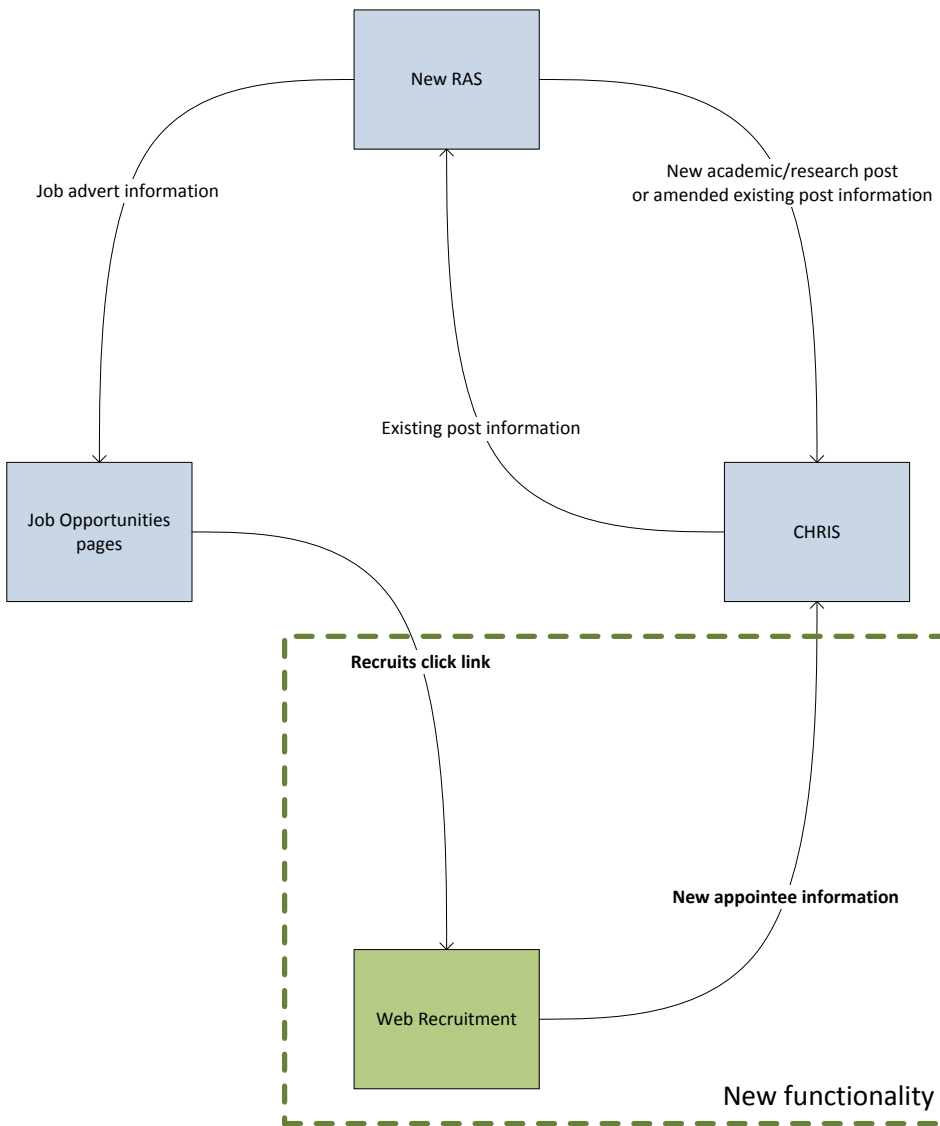 New RAS
Job advert information
New academic/research post
or amended existing post information
Existing post information
Job Opportunities
pages
CHRIS
Recruits click link
New appointee information
Web Recruitment
New functionality